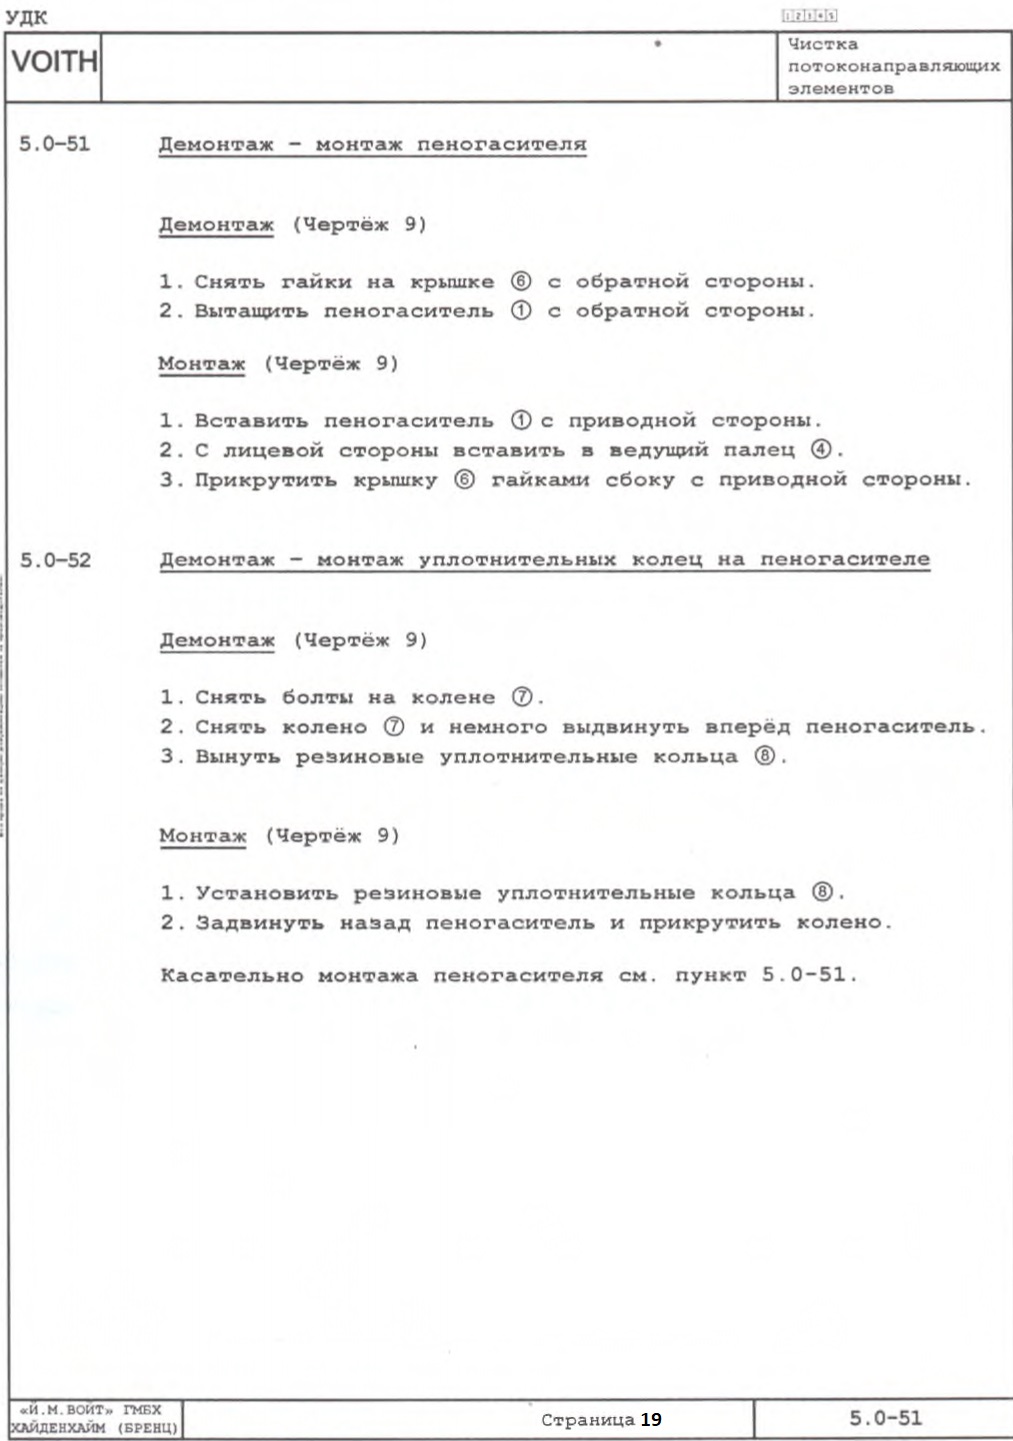 УДК
1 2 3 4 5
VOITH
Чистка
потоконаправляющих
элементов
5.0-51 Демонтаж - монтаж пеногасителя
Демонтаж (Чертёж 9)
1. Снять гайки на крышке ⑥ с обратной стороны.
2. Вытащить пеногаситель ① с обратной стороны.
Монтаж (Чертёж 9)
1. Вставить пеногаситель ① с приводной стороны.
2. С лицевой стороны вставить в ведущий палец ④.
3. Прикрутить крышку ⑥ гайками сбоку с приводной стороны.
5.0-52 Демонтаж - монтаж уплотнительных колец на пеногасителе
Демонтаж (Чертёж 9)
1. Снять болты на колене ⑦.
2. Снять колено ⑦ и немного выдвинуть вперёд пеногаситель.
3. Вынуть резиновые уплотнительные кольца ⑧.
Монтаж (Чертёж 9)
1. Установить резиновые уплотнительные кольца ⑧.
2. Задвинуть назад пеногаситель и прикрутить колено.
Касательно монтажа пеногасителя см. пункт 5.0-51.
«Й.М.ВОЙТ» ГМБХ
ХАЙДЕНХАЙМ (БРЕНЦ)
Страница 19
5.0-51